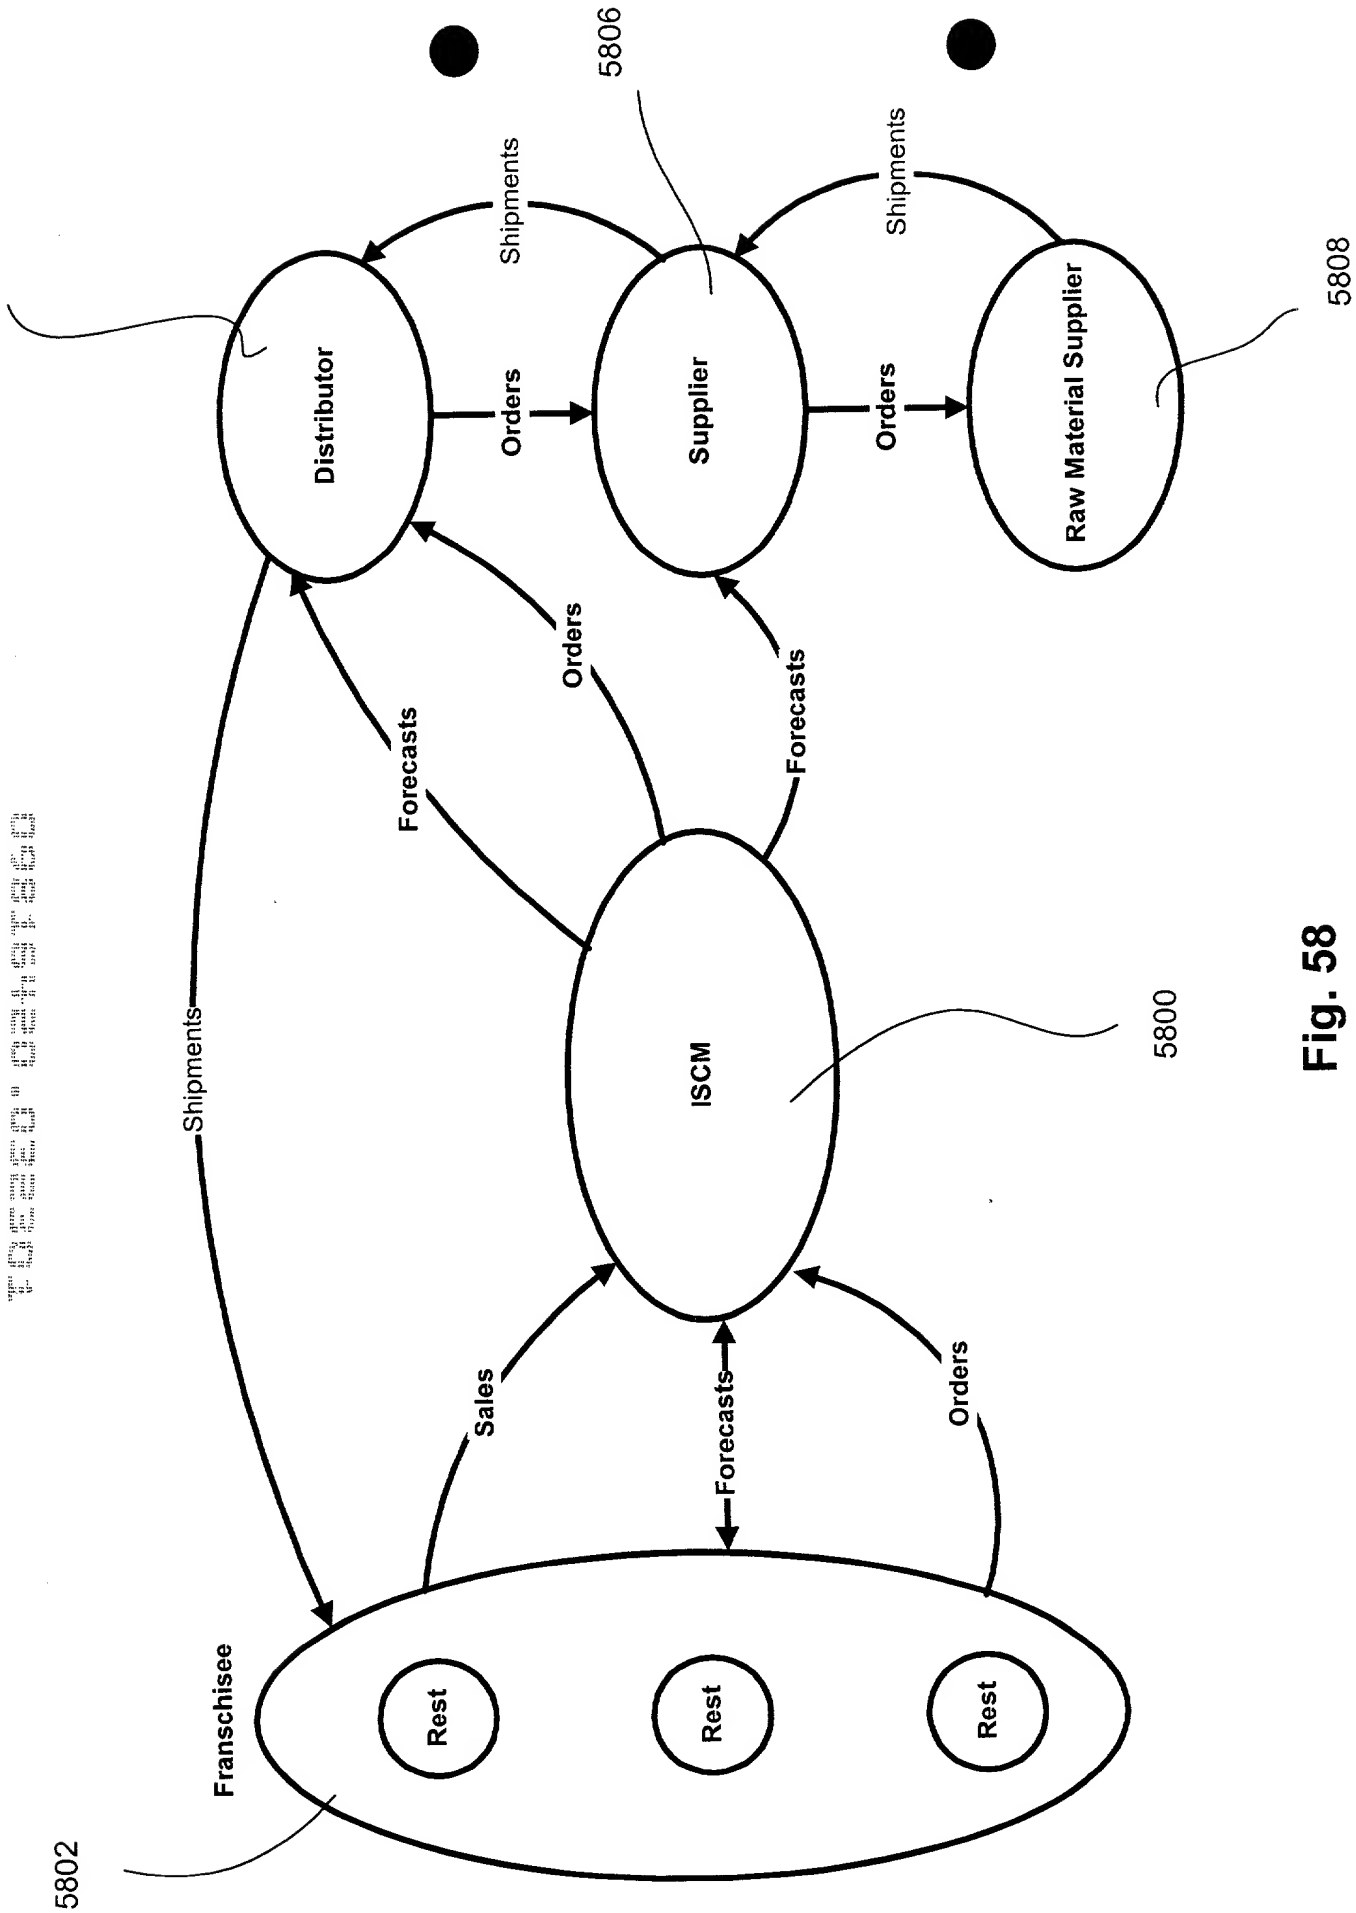 5802
Franschisee
Rest
Rest
Rest
Shipments
Sales
Forecasts
Orders
ISCM
5800
Forecasts
Orders
Forecasts
Distributor
Orders
Shipments
Supplier
5806
Orders
Shipments
Raw Material Supplier
5808
Fig. 58